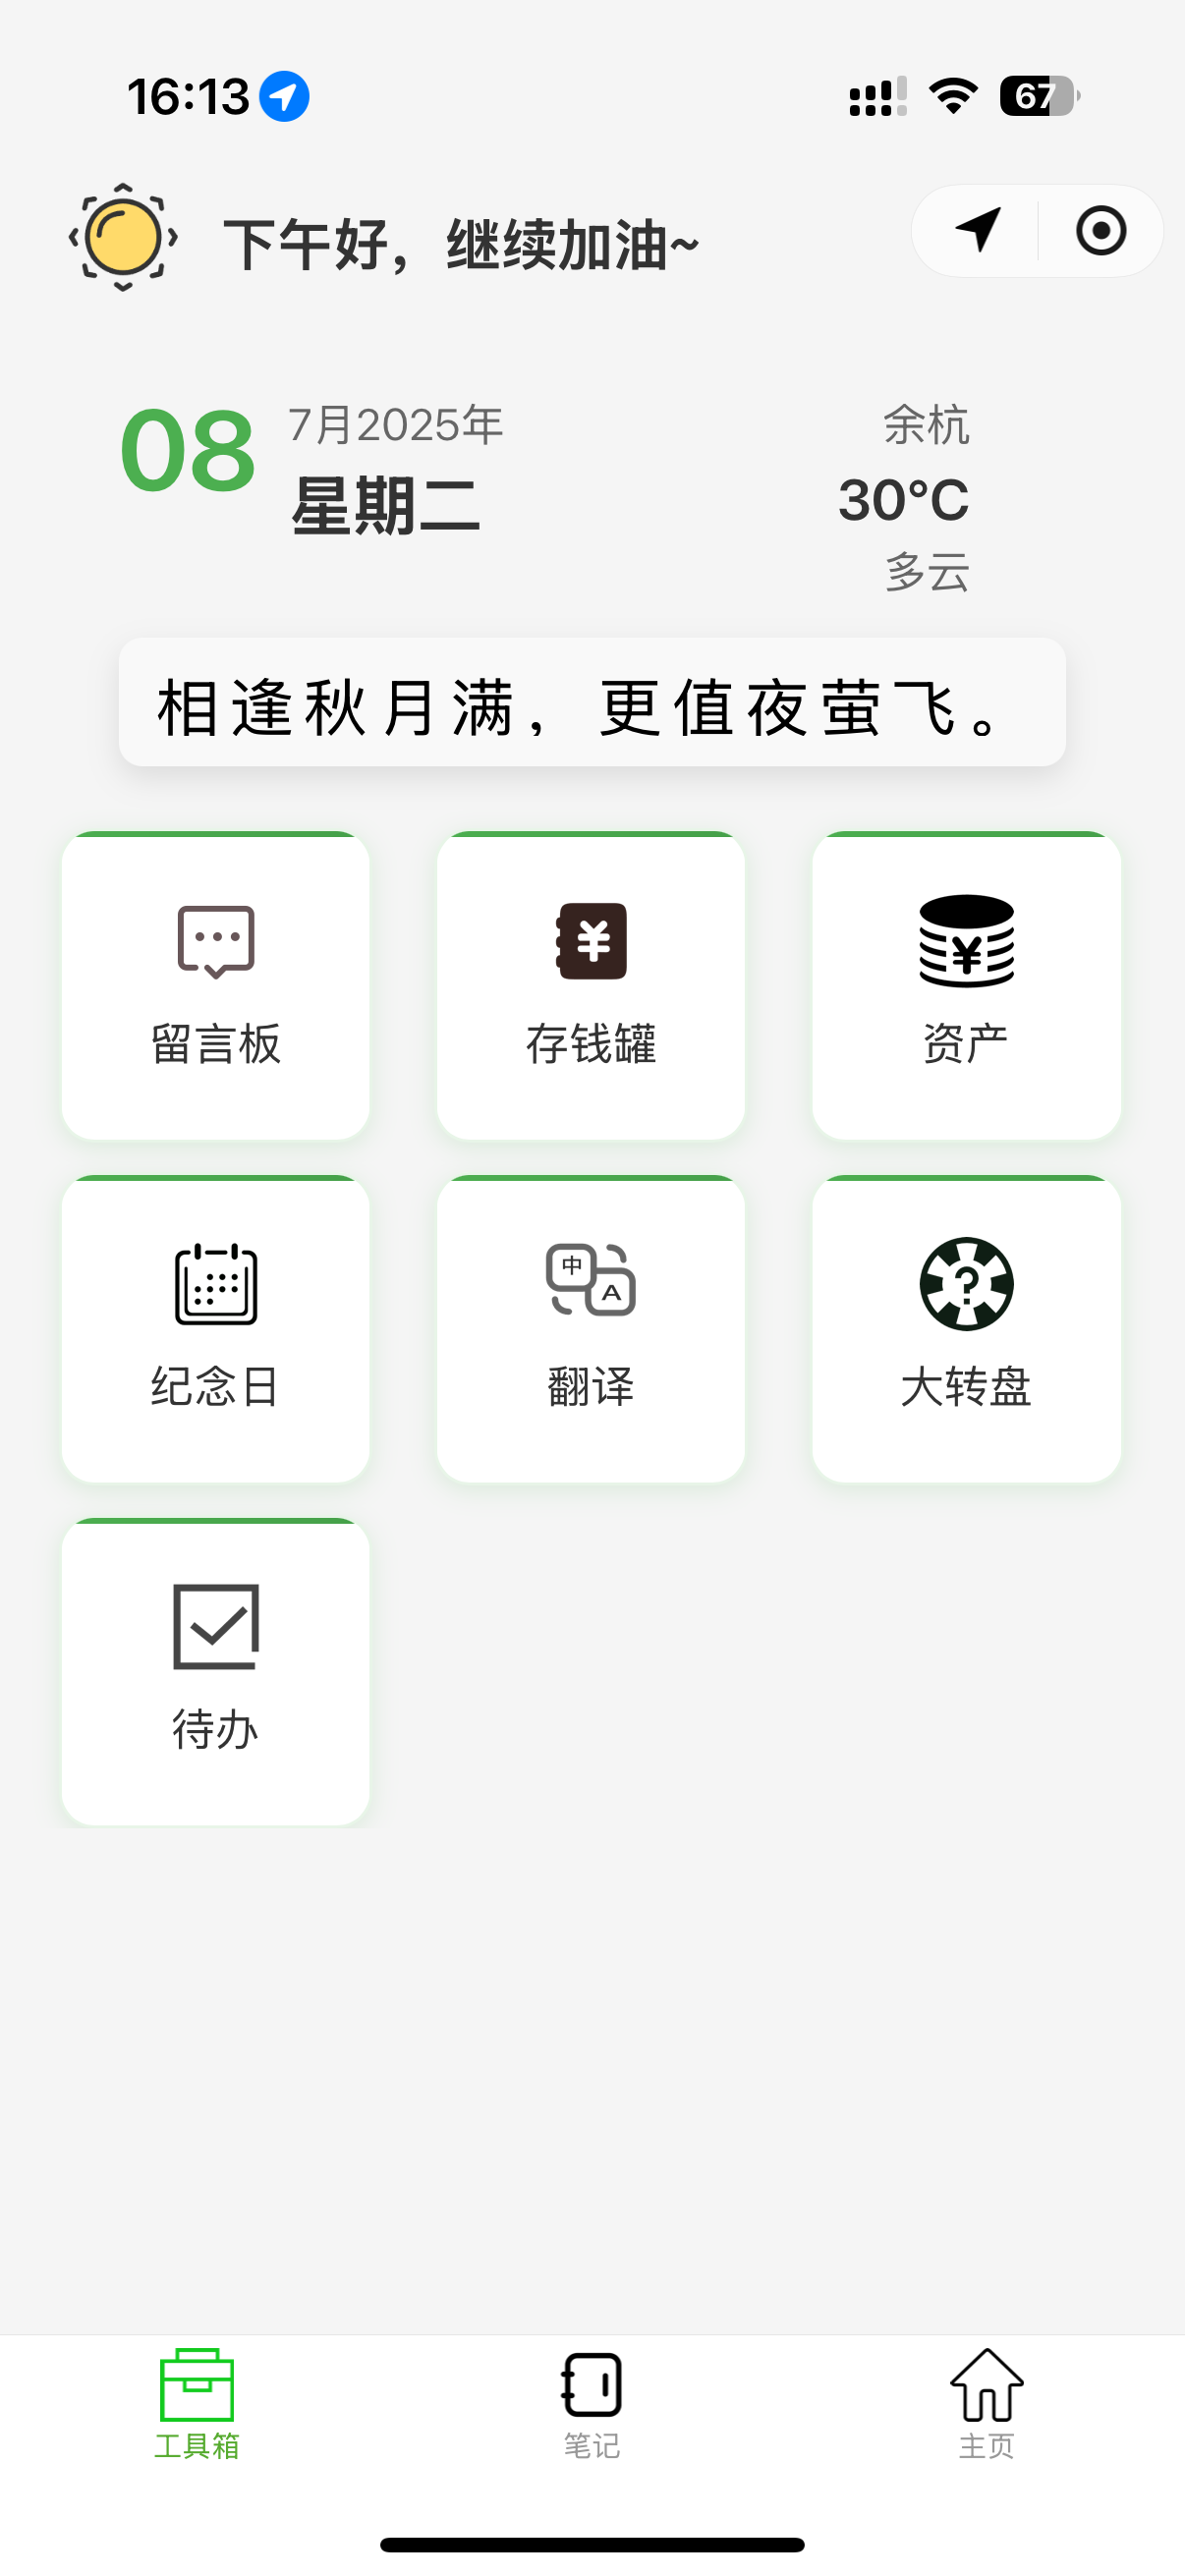 16:13
67
下午好，继续加油~
08
7月2025年
星期二
余杭
30°C
多云
相逢秋月满，更值夜萤飞。
留言板
存钱罐
资产
纪念日
中
A
翻译
大转盘
待办
工具箱
笔记
主页